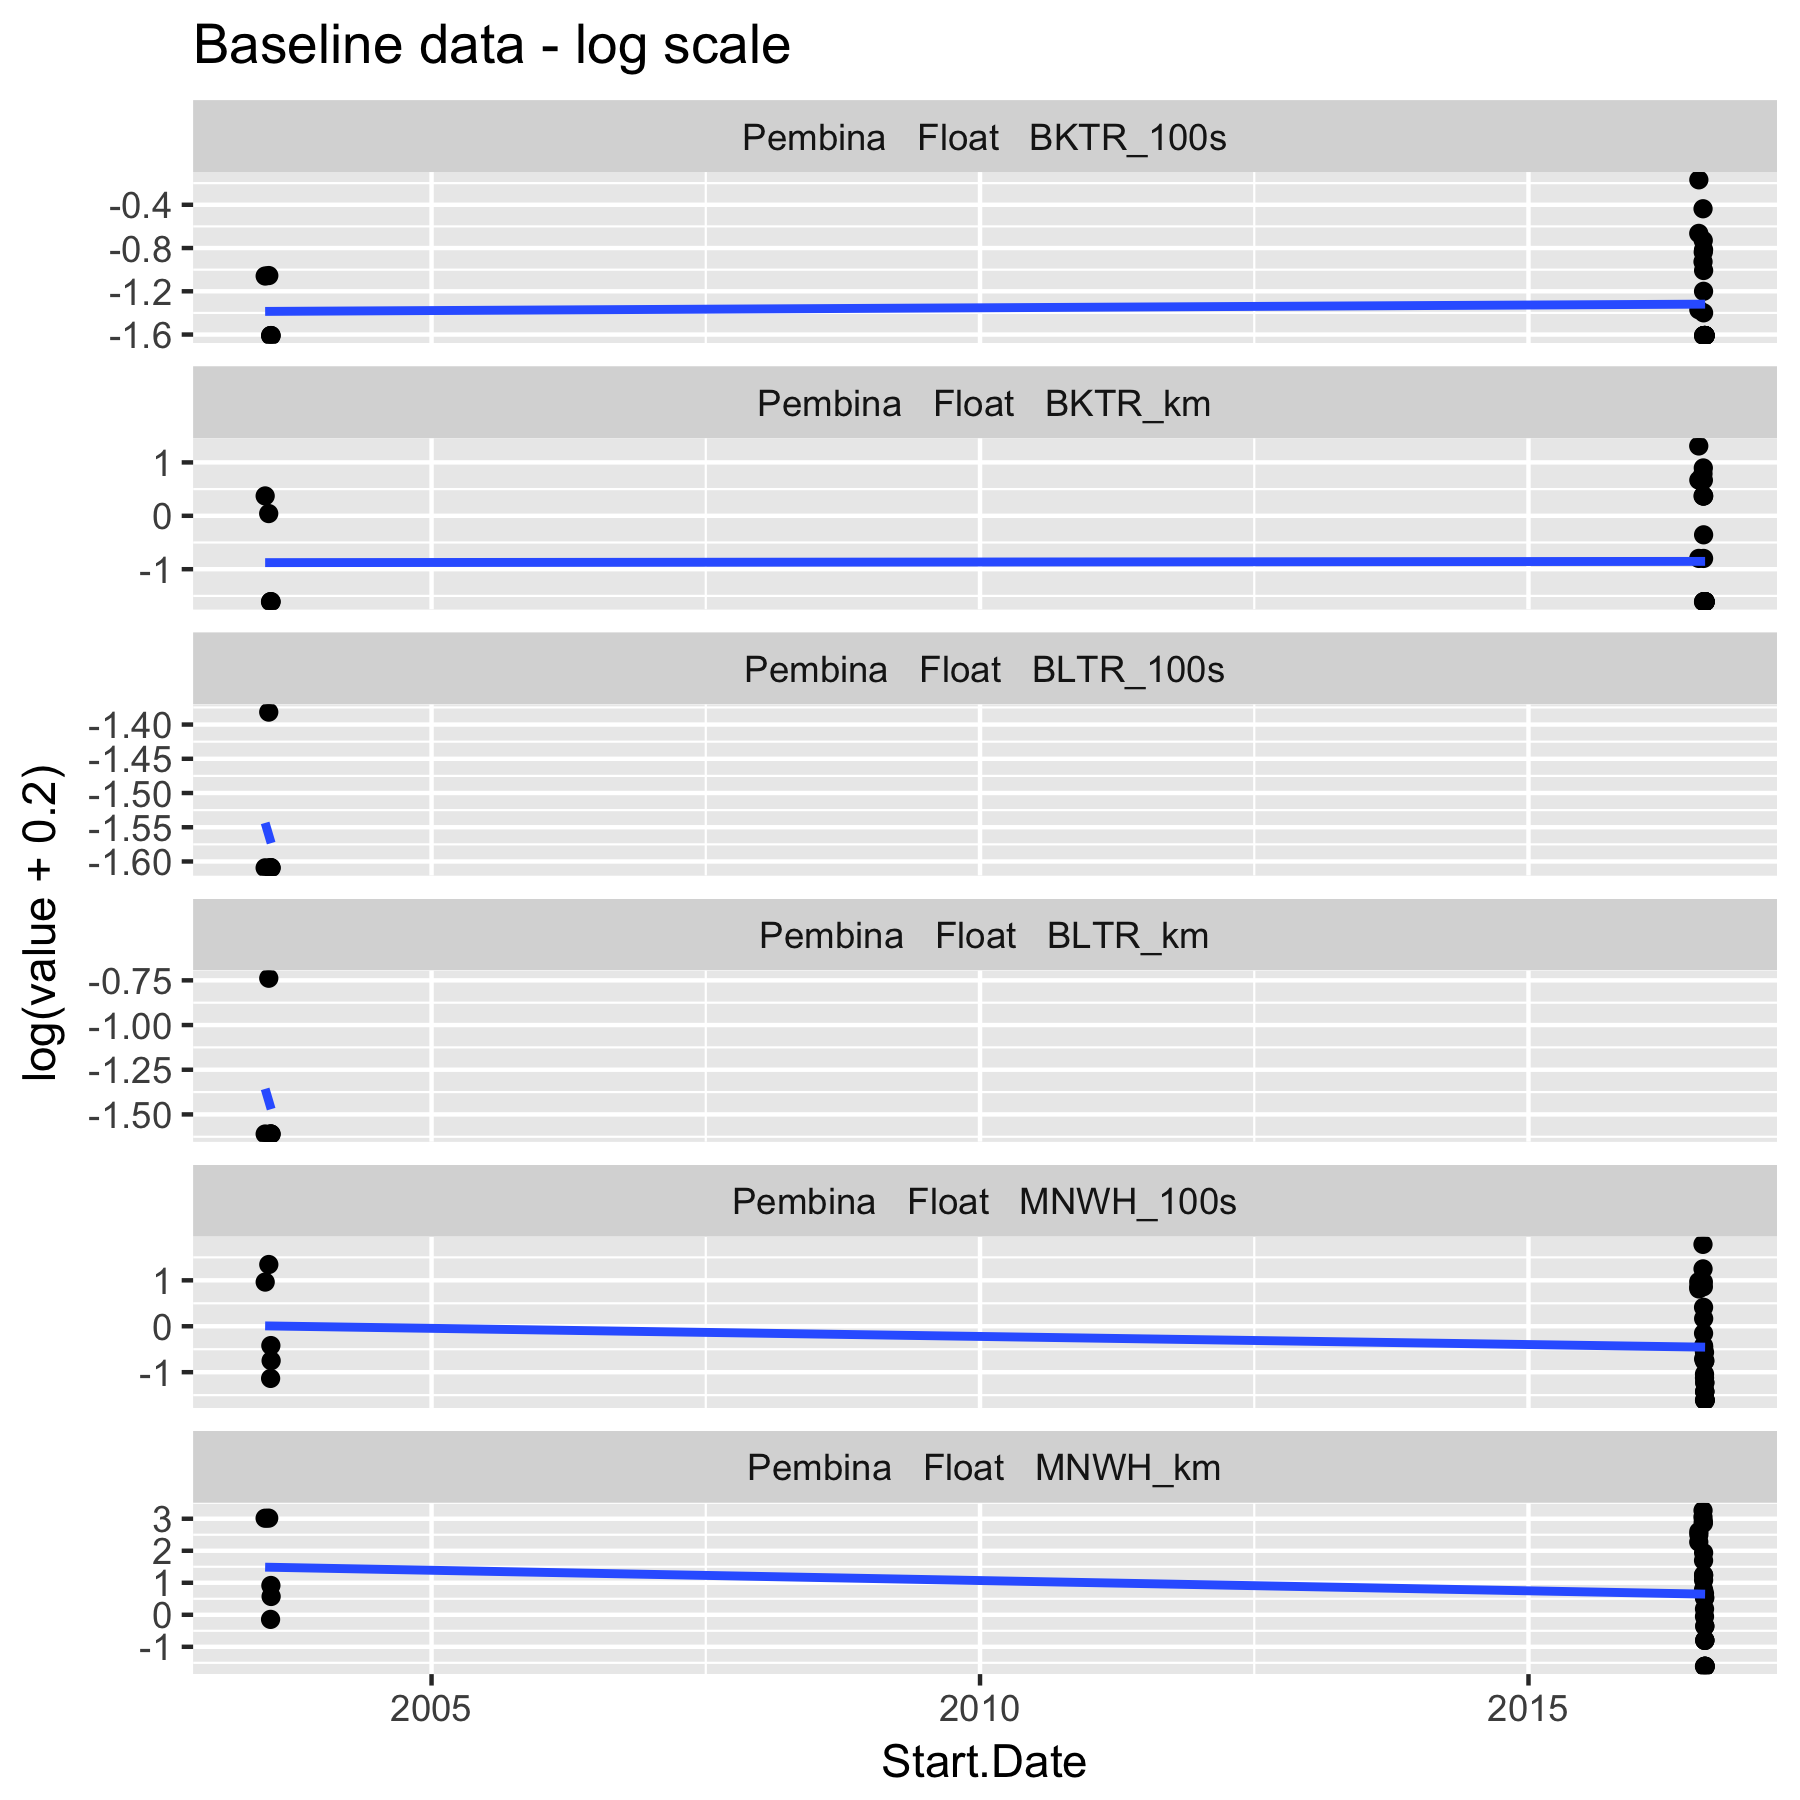 Baseline data - log scale
Pembina Float BKTR_100s
-0.4
-0.8
-1.2
-1.6
Pembina Float BKTR_km
1
0
-1
Pembina Float BLTR_100s
-1.40
-1.45
-1.50
-1.55
-1.60
Pembina Float BLTR_km
-0.75
-1.00
-1.25
-1.50
Pembina Float MNWH_100s
1
0
-1
Pembina Float MNWH_km
3
2
1
0
-1
log(value + 0.2)
2005 2010 2015
Start.Date